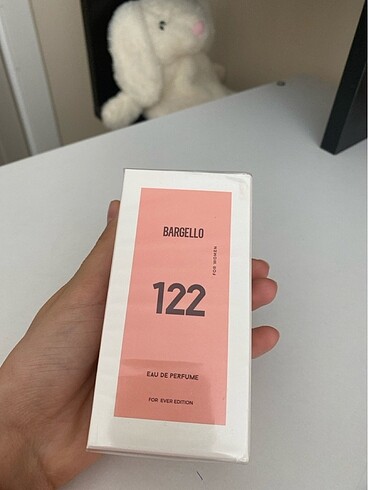 BARGELLO
FOR WOMEN
122
EAU DE PERFUME
FOR EVER EDITION